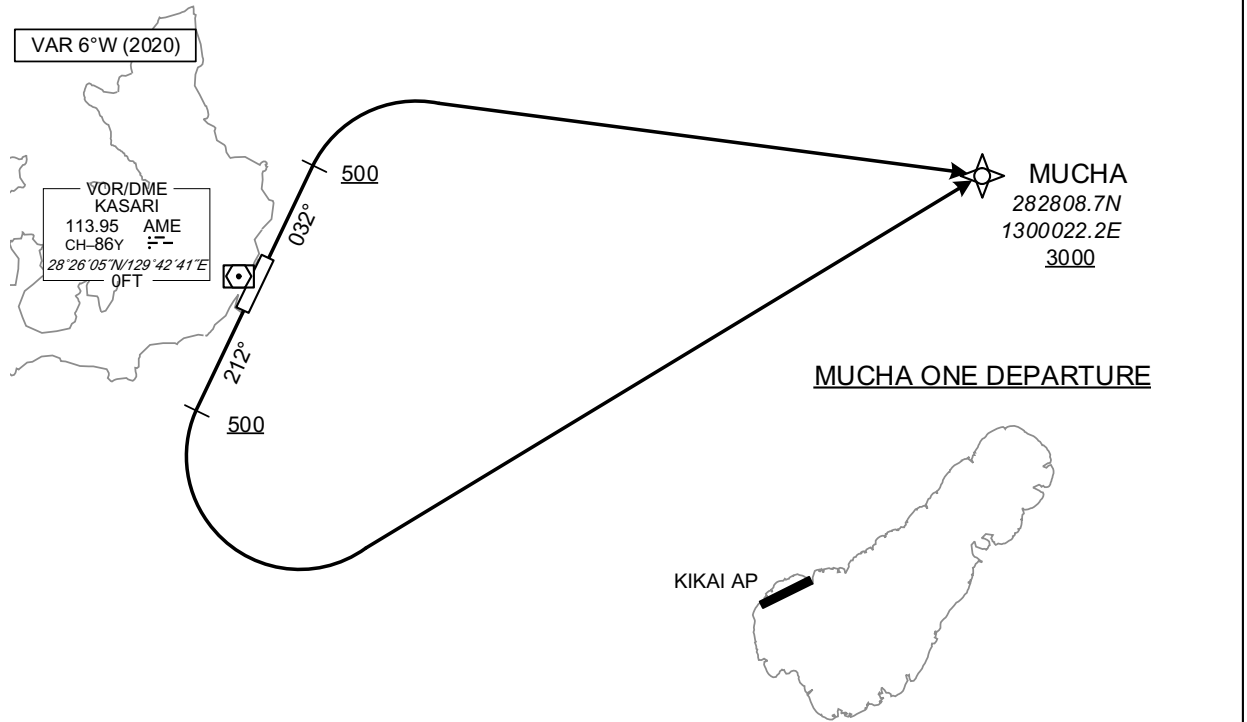 VAR 6°W (2020)
VOR/DME
KASARI
113.95 AME
CH–86Y
28°26′05″N/129°42′41″E
0FT
500
032°
212°
500
MUCHA
282808.7N
1300022.2E
3000
MUCHA ONE DEPARTURE
KIKAI AP